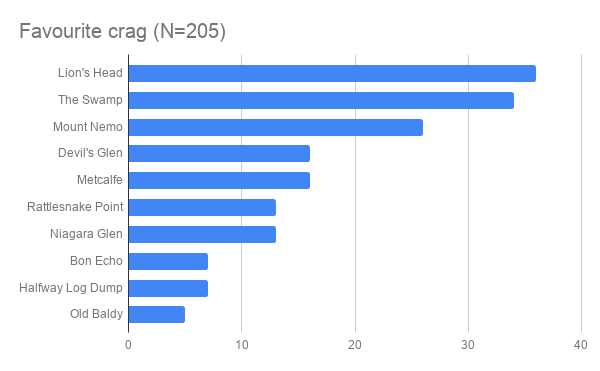 Favourite crag (N=205)
Lion's Head
The Swamp
Mount Nemo
Devil's Glen
Metcalfe
Rattlesnake Point
Niagara Glen
Bon Echo
Halfway Log Dump
Old Baldy
0 10 20 30 40